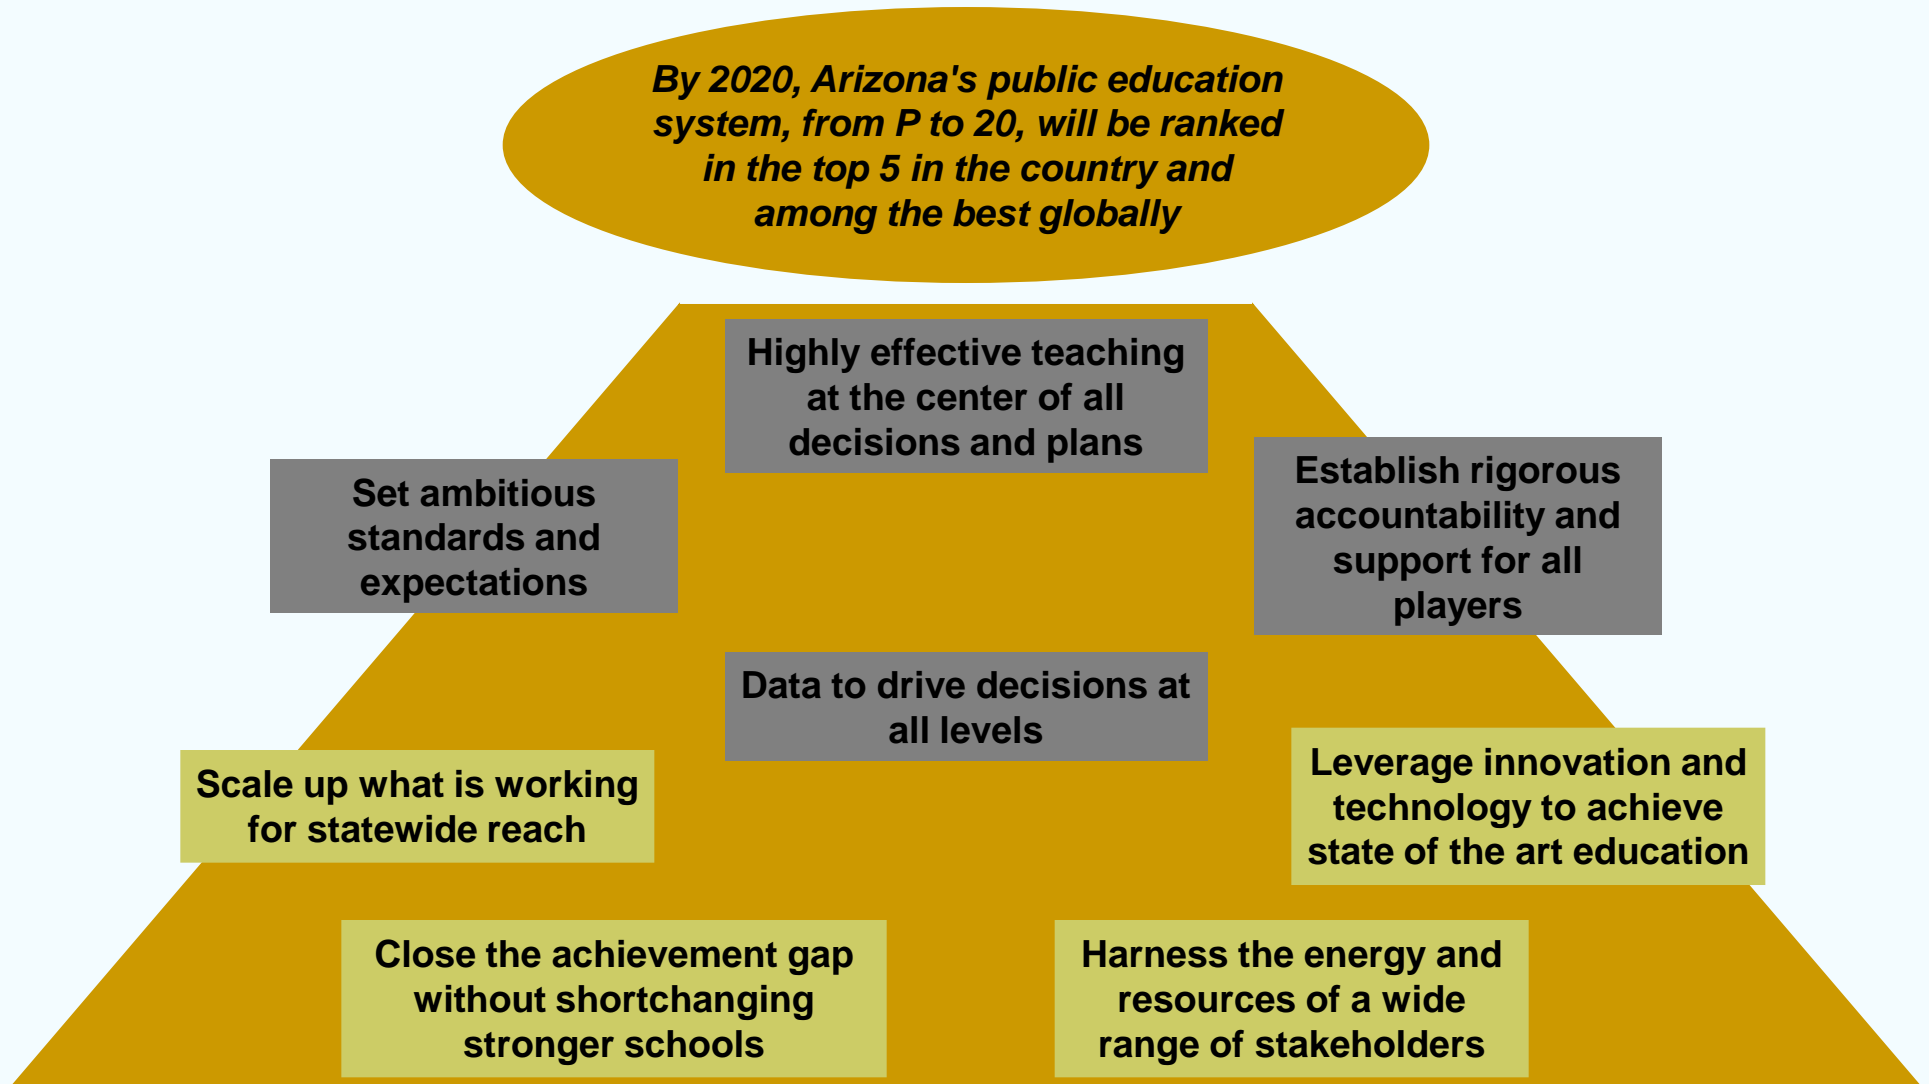 By 2020, Arizona's public education
system, from P to 20, will be ranked
in the top 5 in the country and
among the best globally
Highly effective teaching
at the center of all
decisions and plans
Set ambitious
standards and
expectations
Establish rigorous
accountability and
support for all
players
Data to drive decisions at
all levels
Scale up what is working
for statewide reach
Leverage innovation and
technology to achieve
state of the art education
Close the achievement gap
without shortchanging
stronger schools
Harness the energy and
resources of a wide
range of stakeholders